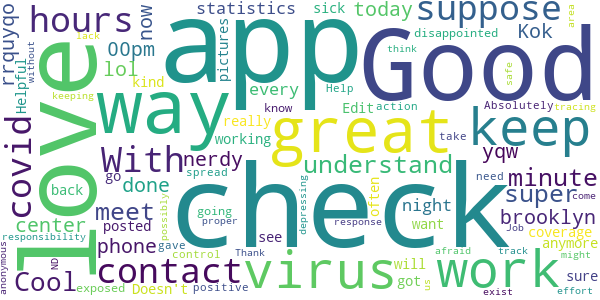 hours
rrquyqo
now
statistics
sick
today
suppose
app
Good
00pm
pictures
disappointed
Kok
area
lack
without
lol
Helpful
kind
every
Help
think
love
way
Edit
action
safe
Absolutely
tracing
keeping
covid
know
great
keep
really
working
take
With
nerdy
understand
yqw
done
go
spread
minute
back
check
often
super
need
come
meet
night
brooklyn
center
posted
possibly
going
proper
depressing
response
want
coverage
responsibility
phone
gave
see
Job
anymore
control
Thank
afraid
track
might
anonymous
Cool
ND
contact
virus
will
got
us
work
sure
exposed
Doesn't
positive
exist
effort